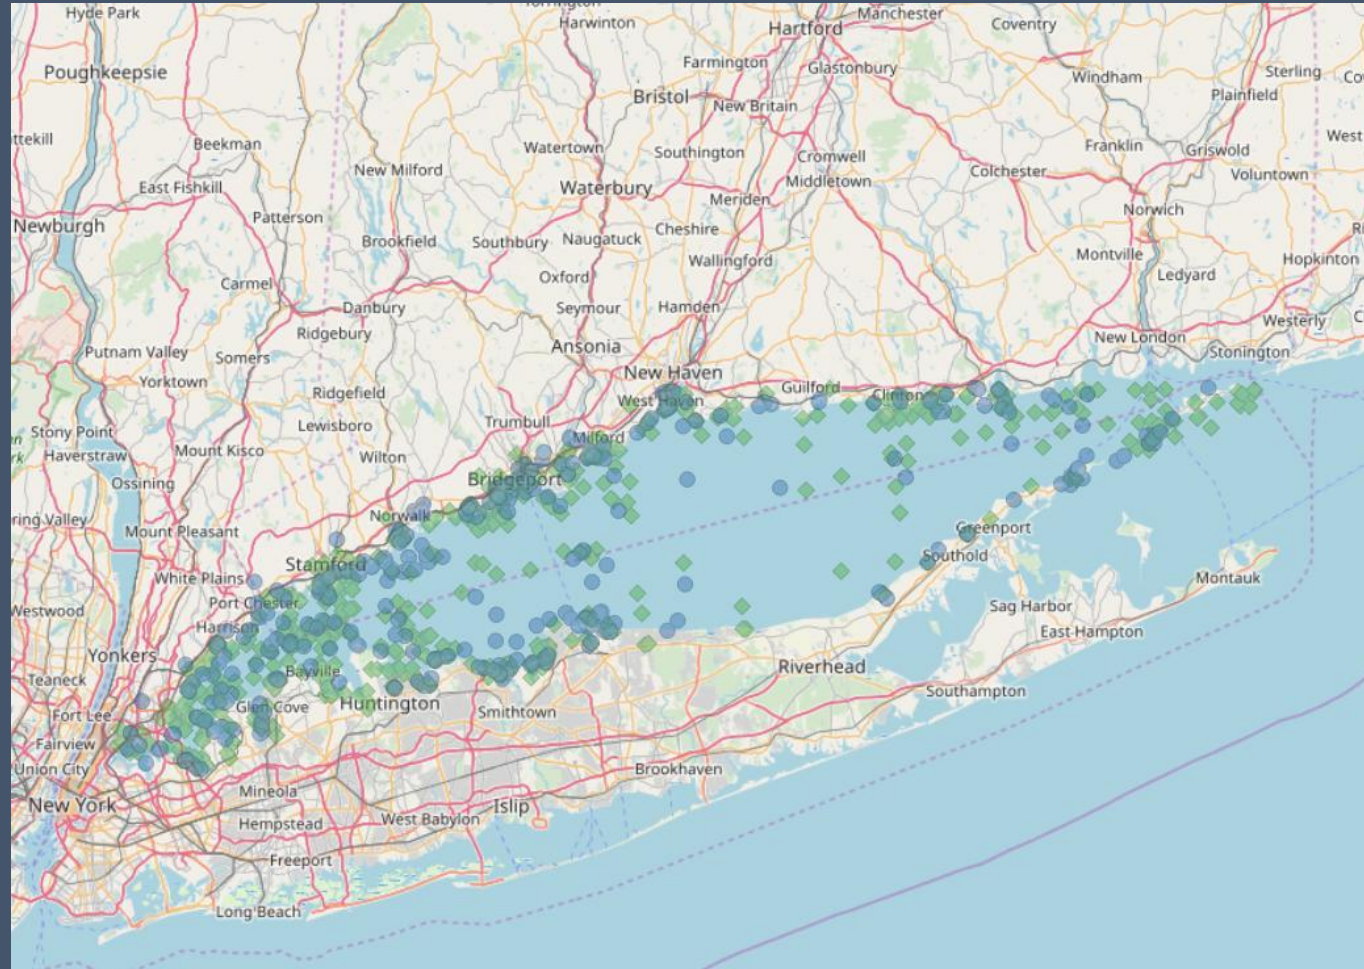 Hyde Park
Harwinton
Hartford
Manchester
Coventry
Poughkeepsie
Farmington
Glastonbury
Windham
Sterling
Bristol
New Britain
Plainfield
Beekman
Watertown
Southington
Cromwell
Franklin
Griswold
West
East Fishkill
New Milford
Waterbury
Middletown
Colchester
Voluntown
Newburgh
Patterson
Meriden
Norwich
Brookfield
Southbury
Naugatuck
Cheshire
Montville
Carmel
Oxford
Wallingford
Ledyard
Hopkinton
Danbury
Seymour
Hamden
Ridgebury
New London
Westerly
Putnam Valley
Somers
Ansonia
Stonington
Yorktown
Ridgefield
New Haven
Guilford
Clinton
Stony Point
Lewisboro
Trumbull
West Haven
Haverstraw
Mount Kisco
Wilton
Milford
Ossining
Bridgeport
ring Valley
Mount Pleasant
Norwalk
Greenport
White Plains
Stamford
Southold
Montauk
Westwood
Port Chester
Sag Harbor
Harrison
East Hampton
Yonkers
Teaneck
Bayville
Riverhead
Fort Lee
Glen Cove
Huntington
Smithtown
Southampton
Fairview
Union City
Brookhaven
New York
Mineola
Islip
Hempstead
West Babylon
Freeport
Long Beach